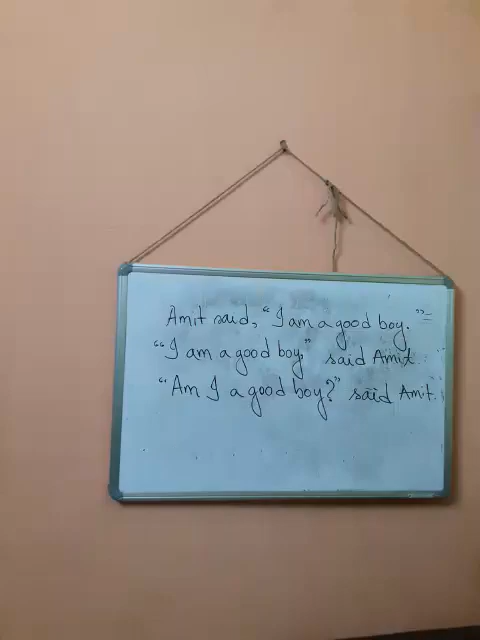 Amit said, “I am a good boy.”=
“I am a good boy,” said Amit.
“Am I a good boy?” said Amit.